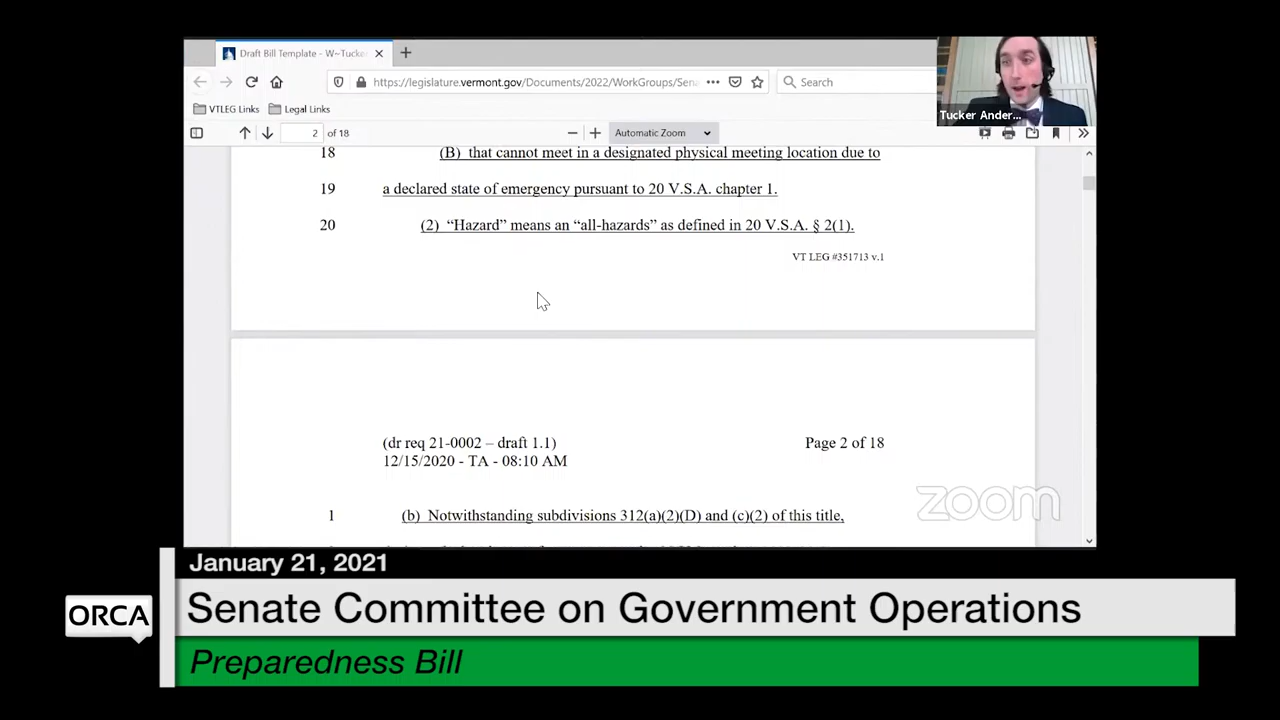 Draft Bill Template - W~Tucke
https://legislature.vermont.gov/Documents/2022/WorkGroups/Sena
Search
VTLEG Links
Legal Links
Tucker Ander...
2 of 18
Automatic Zoom
18 (B) that cannot meet in a designated physical meeting location due to
19 a declared state of emergency pursuant to 20 V.S.A. chapter 1.
20 (2) “Hazard” means an “all-hazards” as defined in 20 V.S.A. § 2(1).
VT LEG #351713 v.1
(dr req 21-0002 – draft 1.1) Page 2 of 18
12/15/2020 - TA - 08:10 AM
zoom
1 (b) Notwithstanding subdivisions 312(a)(2)(D) and (c)(2) of this title,
January 21, 2021
ORCA
Senate Committee on Government Operations
Preparedness Bill